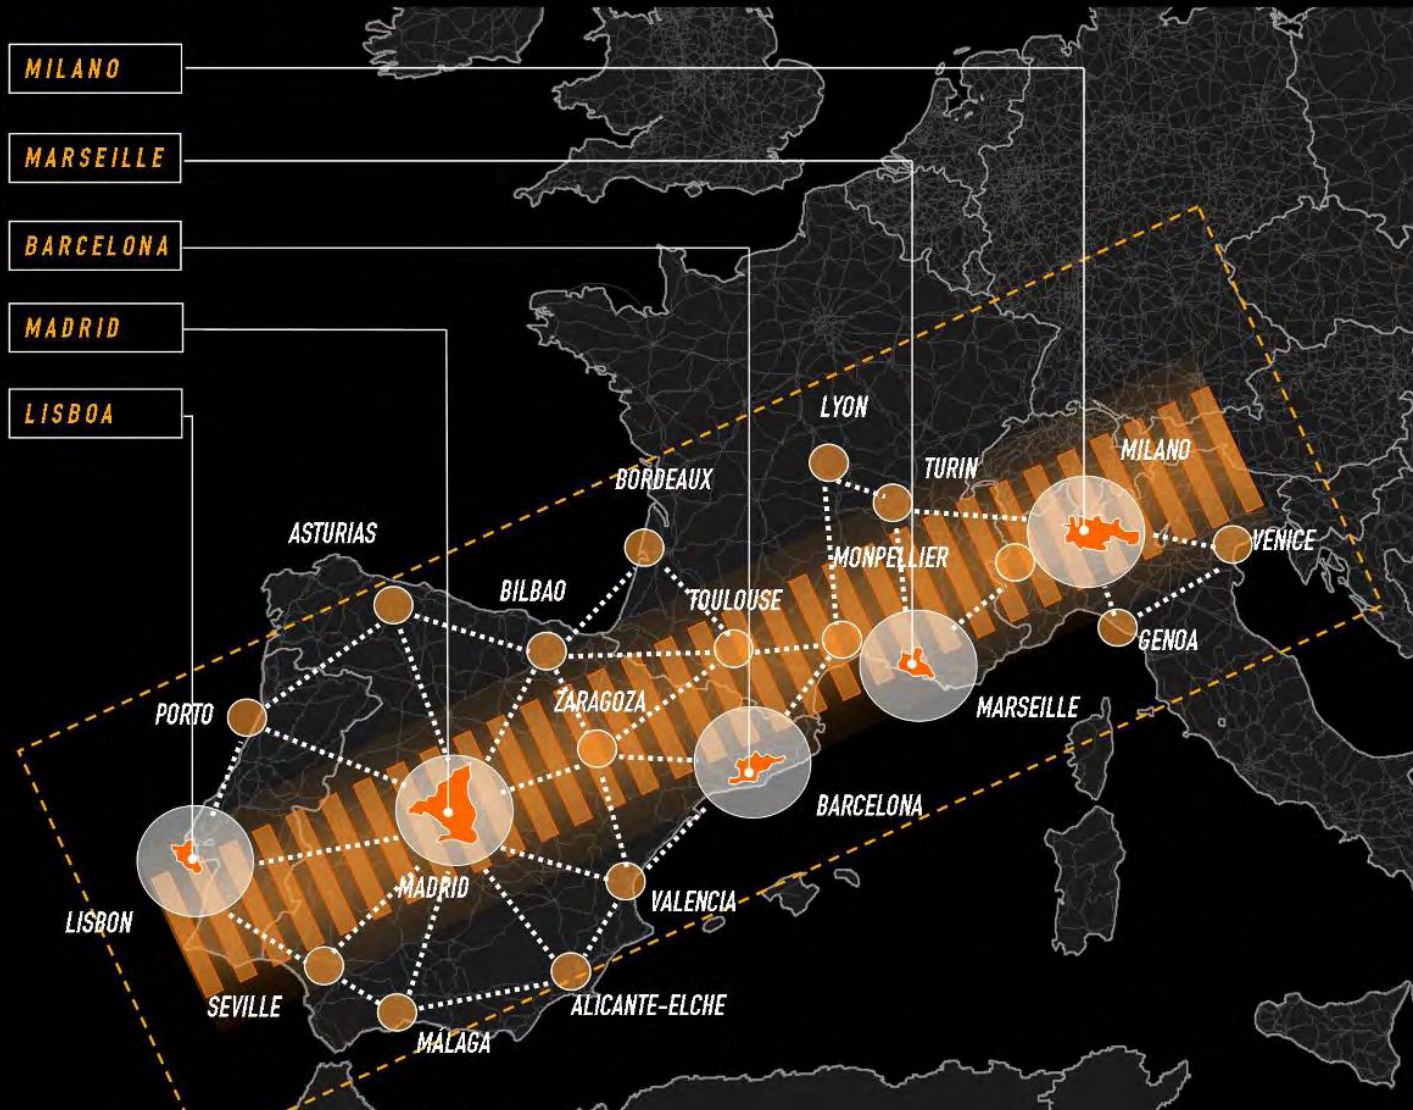 MILANO
MARSEILLE
BARCELONA
MADRID
LISBOA
LYON
TURIN
MILANO
BORDEAUX
ASTURIAS
VENICE
MONPELLIER
BILBAO
TOULOUSE
GENOA
ZARAGOZA
PORTO
MARSEILLE
BARCELONA
MADRID
VALENCIA
LISBON
SEVILLE
ALICANTE-ELCHE
MÁLAGA